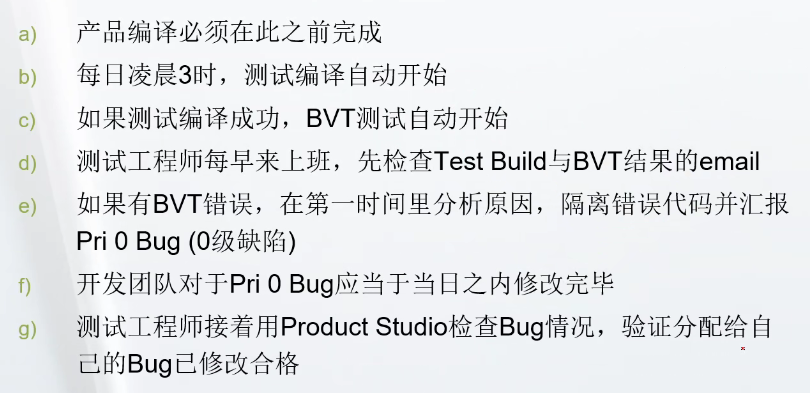 a) 产品编译必须在此之前完成
b) 每日凌晨3时，测试编译自动开始
c) 如果测试编译成功，BVT测试自动开始
d) 测试工程师每早来上班，先检查Test Build与BVT结果的email
e) 如果有BVT错误，在第一时间里分析原因，隔离错误代码并汇报
Pri 0 Bug (0级缺陷)
f) 开发团队对于Pri 0 Bug应当于当日之内修改完毕
g) 测试工程师接着用Product Studio检查Bug情况，验证分配给自
己的Bug已修改合格